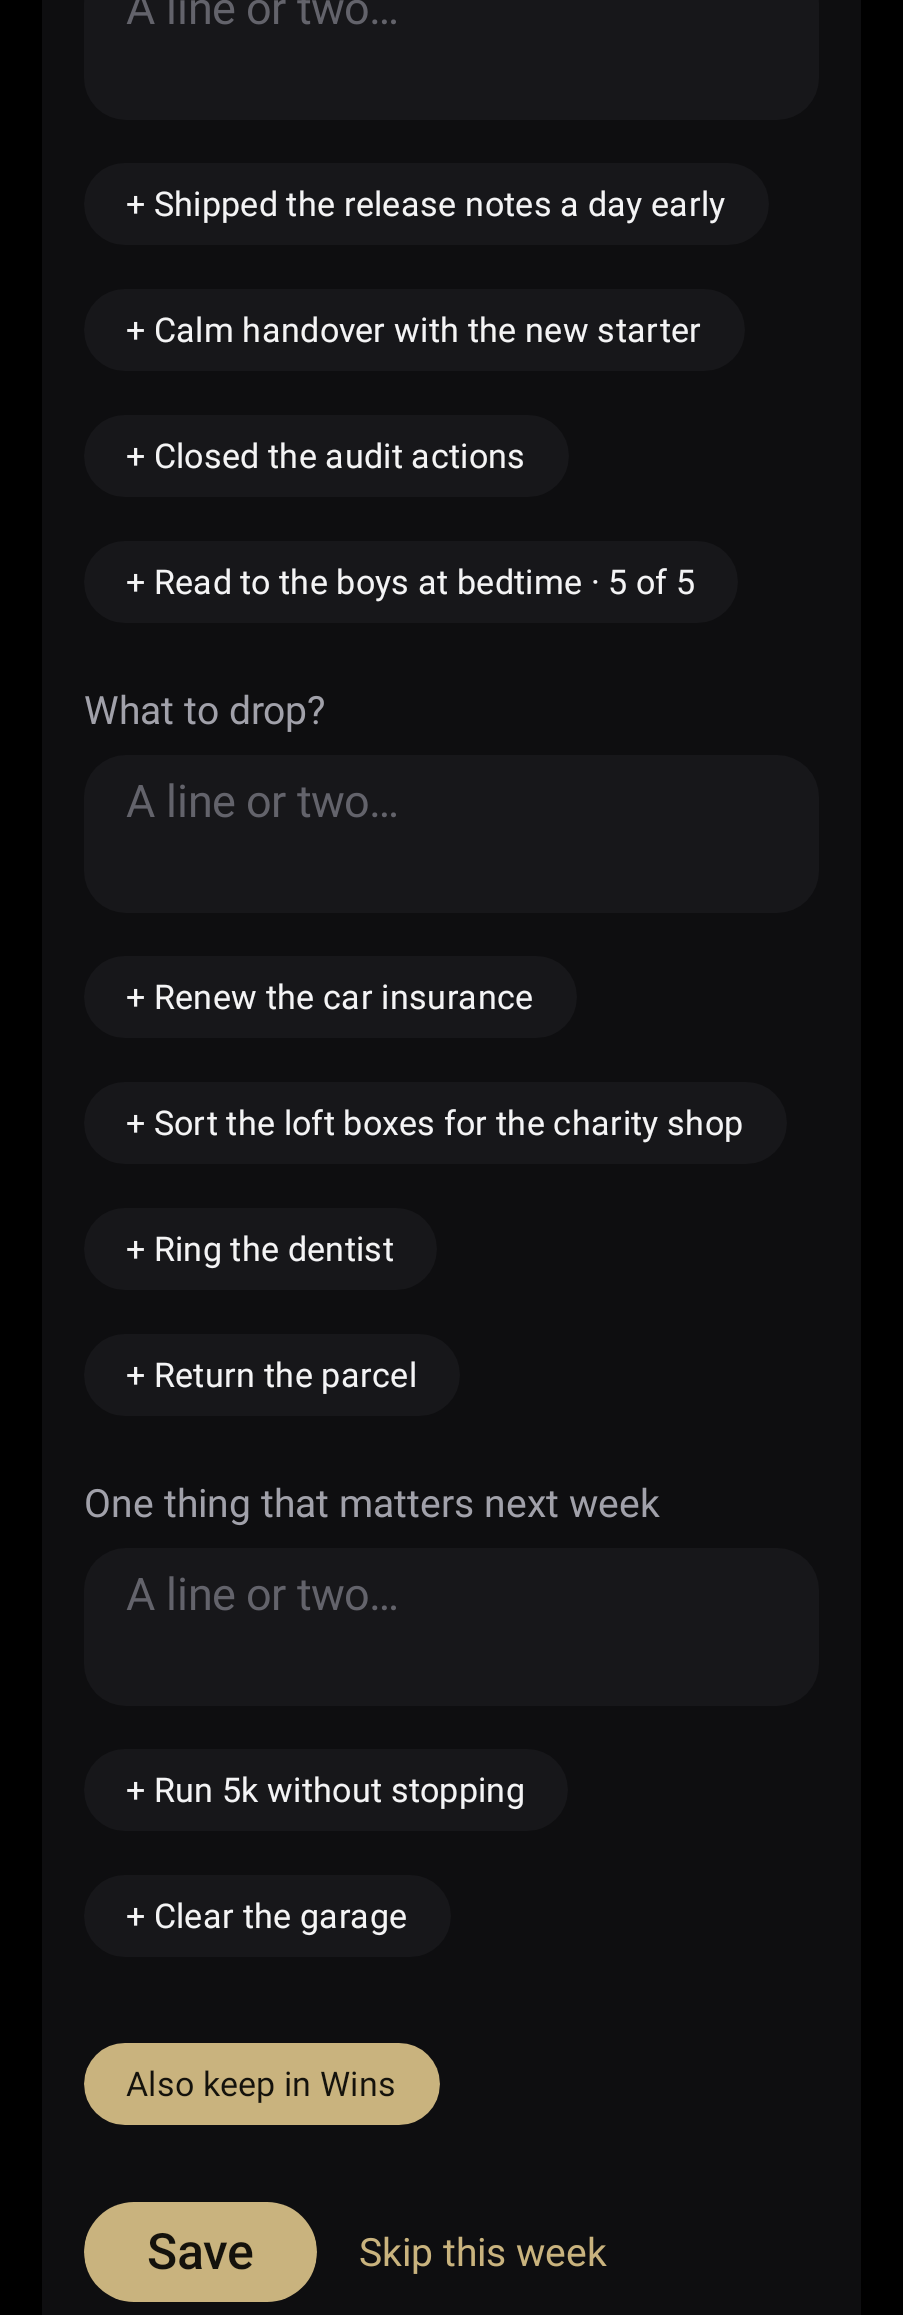 A line or two…
+ Shipped the release notes a day early
+ Calm handover with the new starter
+ Closed the audit actions
+ Read to the boys at bedtime · 5 of 5
What to drop?
A line or two…
+ Renew the car insurance
+ Sort the loft boxes for the charity shop
+ Ring the dentist
+ Return the parcel
One thing that matters next week
A line or two…
+ Run 5k without stopping
+ Clear the garage
Also keep in Wins
Save
Skip this week